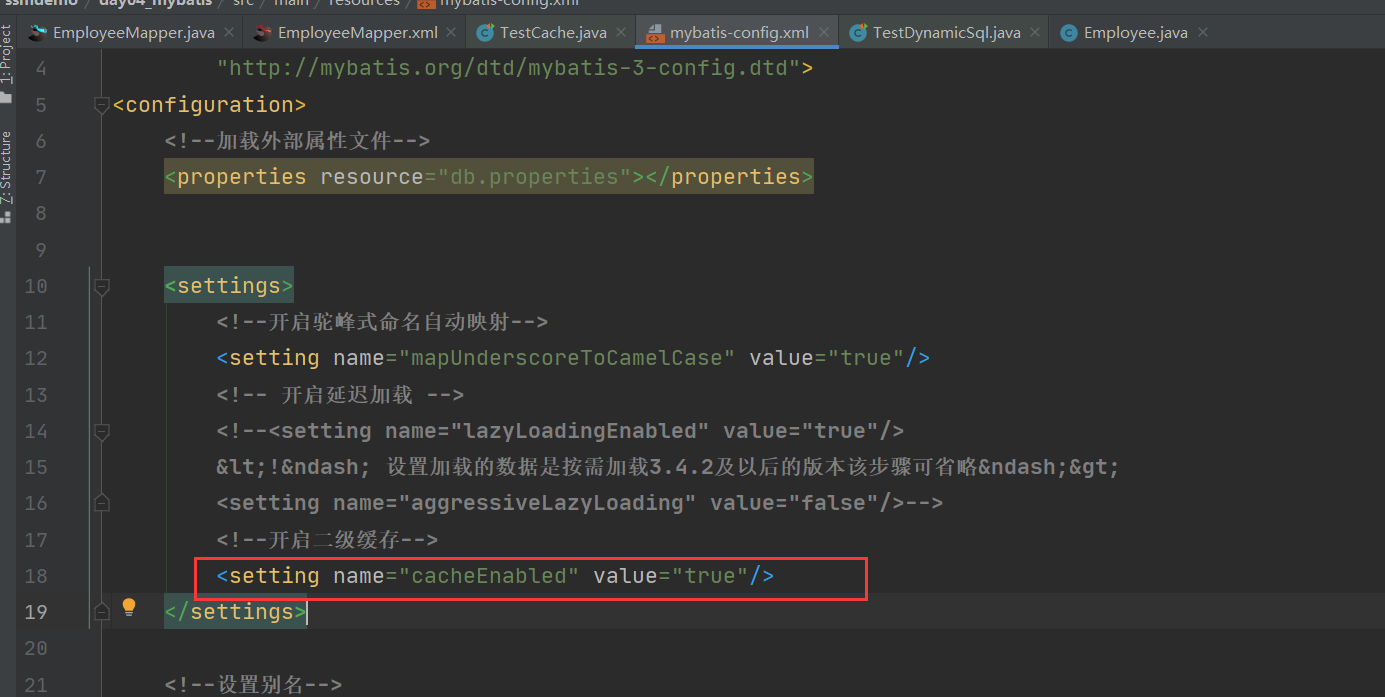 ssmdemo / day04_mybatis / src / main / resources / mybatis-config.xml
EmployeeMapper.java EmployeeMapper.xml TestCache.java mybatis-config.xml TestDynamicSql.java Employee.java
1: Project
7: Structure
4 "http://mybatis.org/dtd/mybatis-3-config.dtd">
5 <configuration>
6 <!--加载外部属性文件-->
7 <properties resource="db.properties"></properties>
8
9
10 <settings>
11 <!--开启驼峰式命名自动映射-->
12 <setting name="mapUnderscoreToCamelCase" value="true"/>
13 <!-- 开启延迟加载 -->
14 <!--<setting name="lazyLoadingEnabled" value="true"/>
15 &lt;!&ndash; 设置加载的数据是按需加载3.4.2及以后的版本该步骤可省略&ndash;&gt;
16 <setting name="aggressiveLazyLoading" value="false"/>-->
17 <!--开启二级缓存-->
18 <setting name="cacheEnabled" value="true"/>
19 </settings>
20
21 <!--设置别名-->